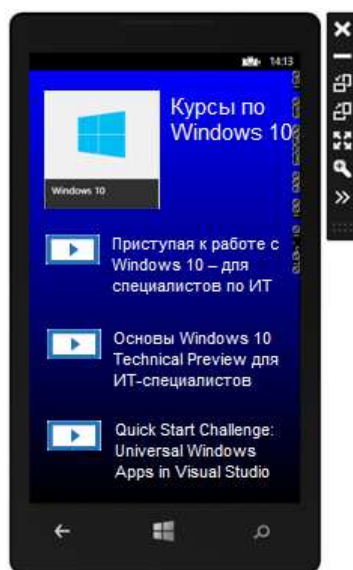 14:13
Курсы по
Windows 10
Windows 10
Приступая к работе с
Windows 10 – для
специалистов по ИТ
Основы Windows 10
Technical Preview для
ИТ-специалистов
Quick Start Challenge:
Universal Windows
Apps in Visual Studio